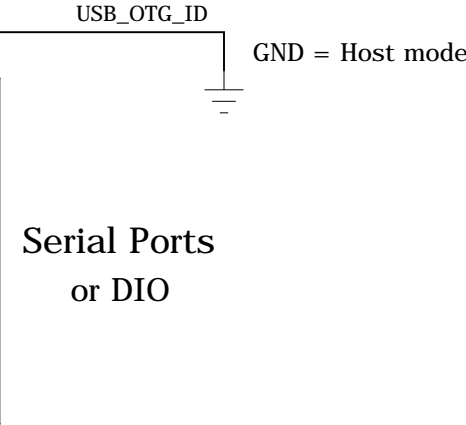 USB_OTG_ID
GND = Host mode
Serial Ports
or DIO